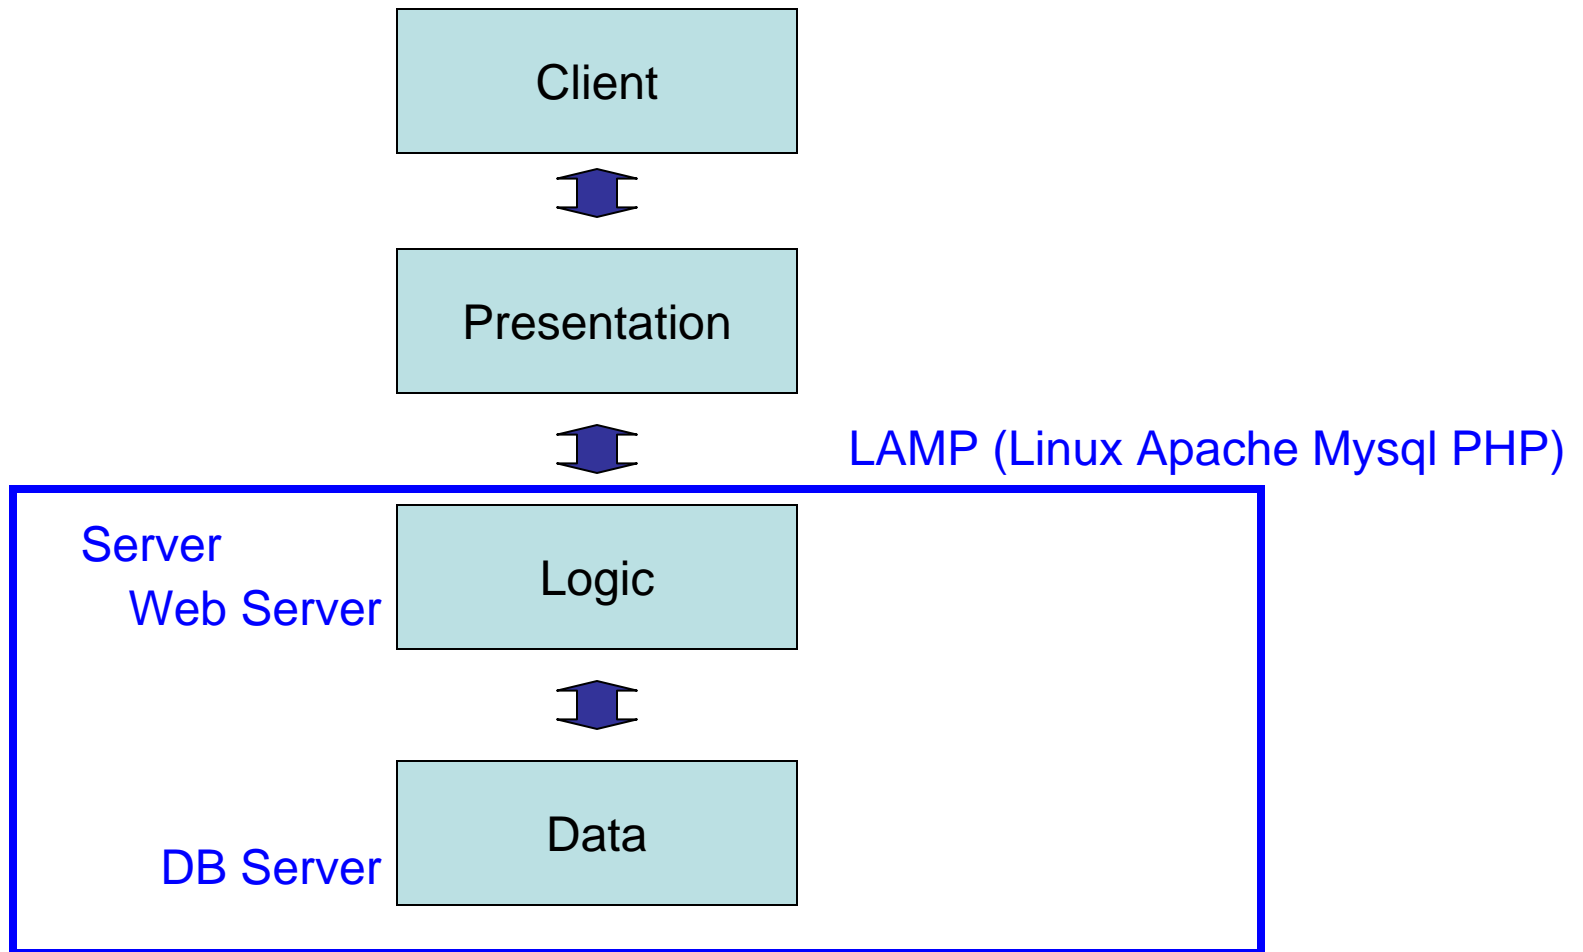 Client
Presentation
LAMP (Linux Apache Mysql PHP)
Server
Logic
Web Server
Data
DB Server